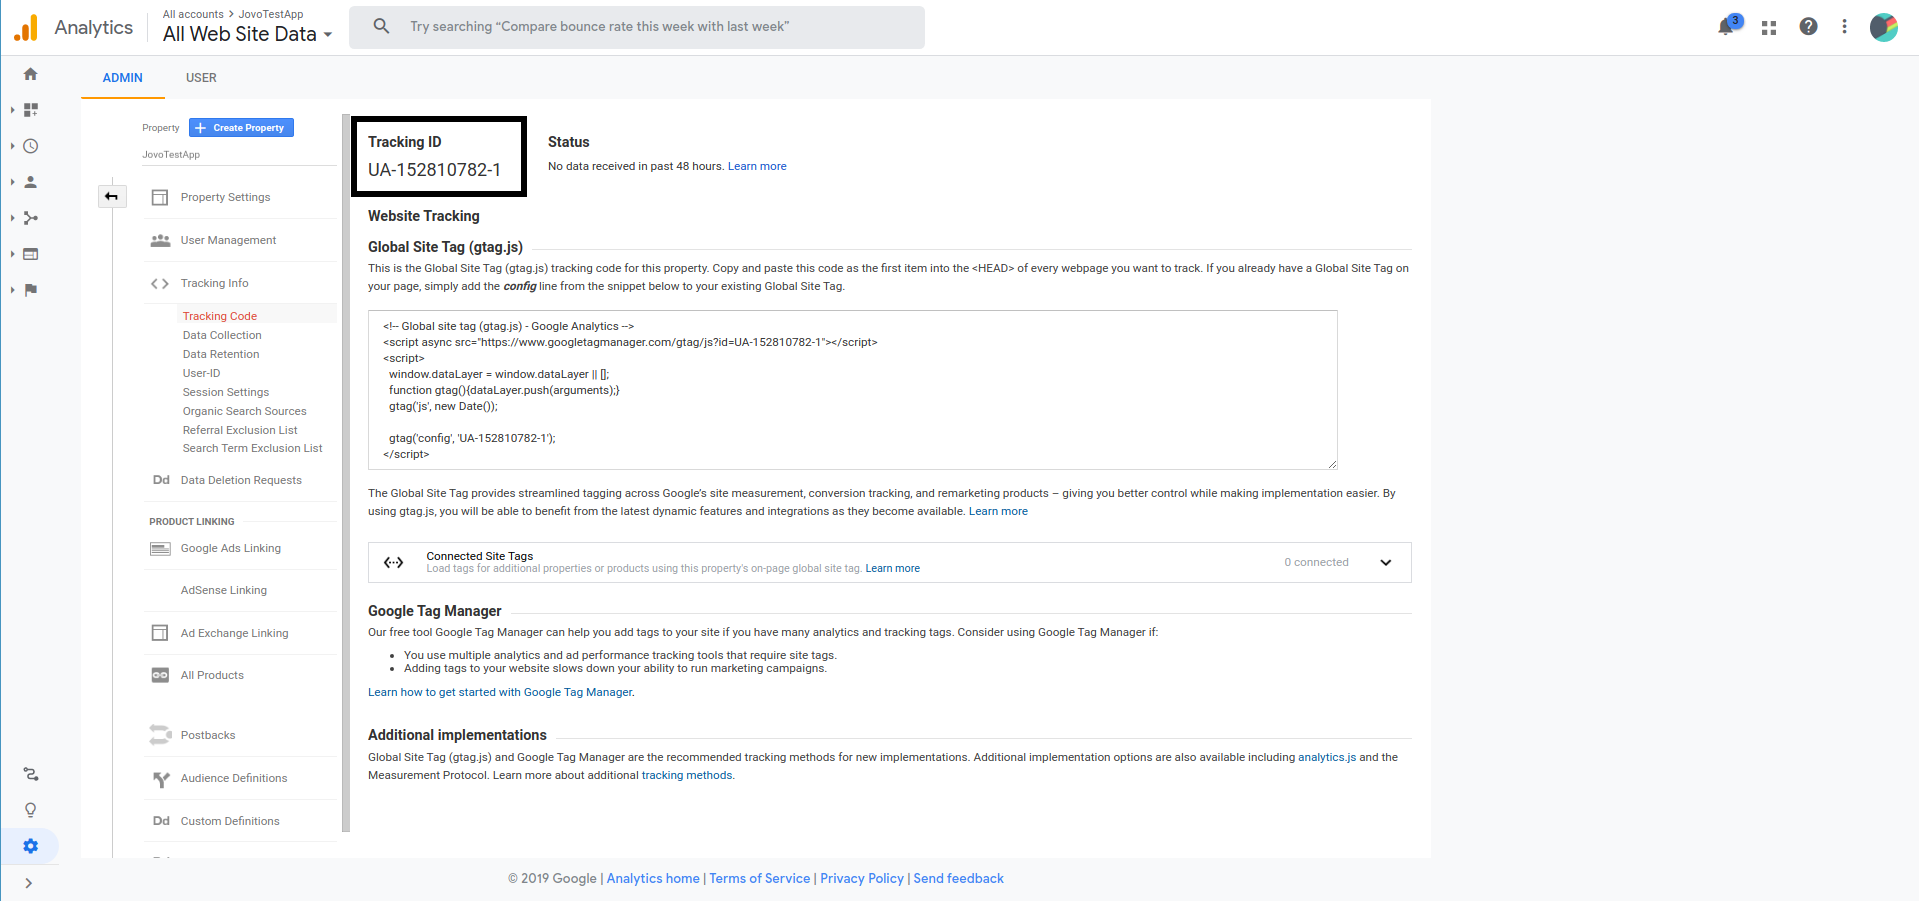 Analytics
All accounts > JovoTestApp
All Web Site Data
Try searching “Compare bounce rate this week with last week”
3
ADMIN
USER
Property
Create Property
JovoTestApp
Property Settings
User Management
Tracking Info
Tracking Code
Data Collection
Data Retention
User-ID
Session Settings
Organic Search Sources
Referral Exclusion List
Search Term Exclusion List
Dd Data Deletion Requests
PRODUCT LINKING
Google Ads Linking
AdSense Linking
Ad Exchange Linking
All Products
Postbacks
Audience Definitions
Dd Custom Definitions
Tracking ID
UA-152810782-1
Status
No data received in past 48 hours. Learn more
Website Tracking
Global Site Tag (gtag.js)
This is the Global Site Tag (gtag.js) tracking code for this property. Copy and paste this code as the first item into the <HEAD> of every webpage you want to track. If you already have a Global Site Tag on
your page, simply add the config line from the snippet below to your existing Global Site Tag.
<!-- Global site tag (gtag.js) - Google Analytics -->
<script async src="https://www.googletagmanager.com/gtag/js?id=UA-152810782-1"></script>
<script>
window.dataLayer = window.dataLayer || [];
function gtag(){dataLayer.push(arguments);}
gtag('js', new Date());
gtag('config', 'UA-152810782-1');
</script>
The Global Site Tag provides streamlined tagging across Google’s site measurement, conversion tracking, and remarketing products – giving you better control while making implementation easier. By
using gtag.js, you will be able to benefit from the latest dynamic features and integrations as they become available. Learn more
Connected Site Tags
Load tags for additional properties or products using this property's on-page global site tag. Learn more
0 connected
Google Tag Manager
Our free tool Google Tag Manager can help you add tags to your site if you have many analytics and tracking tags. Consider using Google Tag Manager if:
• You use multiple analytics and ad performance tracking tools that require site tags.
• Adding tags to your website slows down your ability to run marketing campaigns.
Learn how to get started with Google Tag Manager.
Additional implementations
Global Site Tag (gtag.js) and Google Tag Manager are the recommended tracking methods for new implementations. Additional implementation options are also available including analytics.js and the
Measurement Protocol. Learn more about additional tracking methods.
© 2019 Google | Analytics home | Terms of Service | Privacy Policy | Send feedback